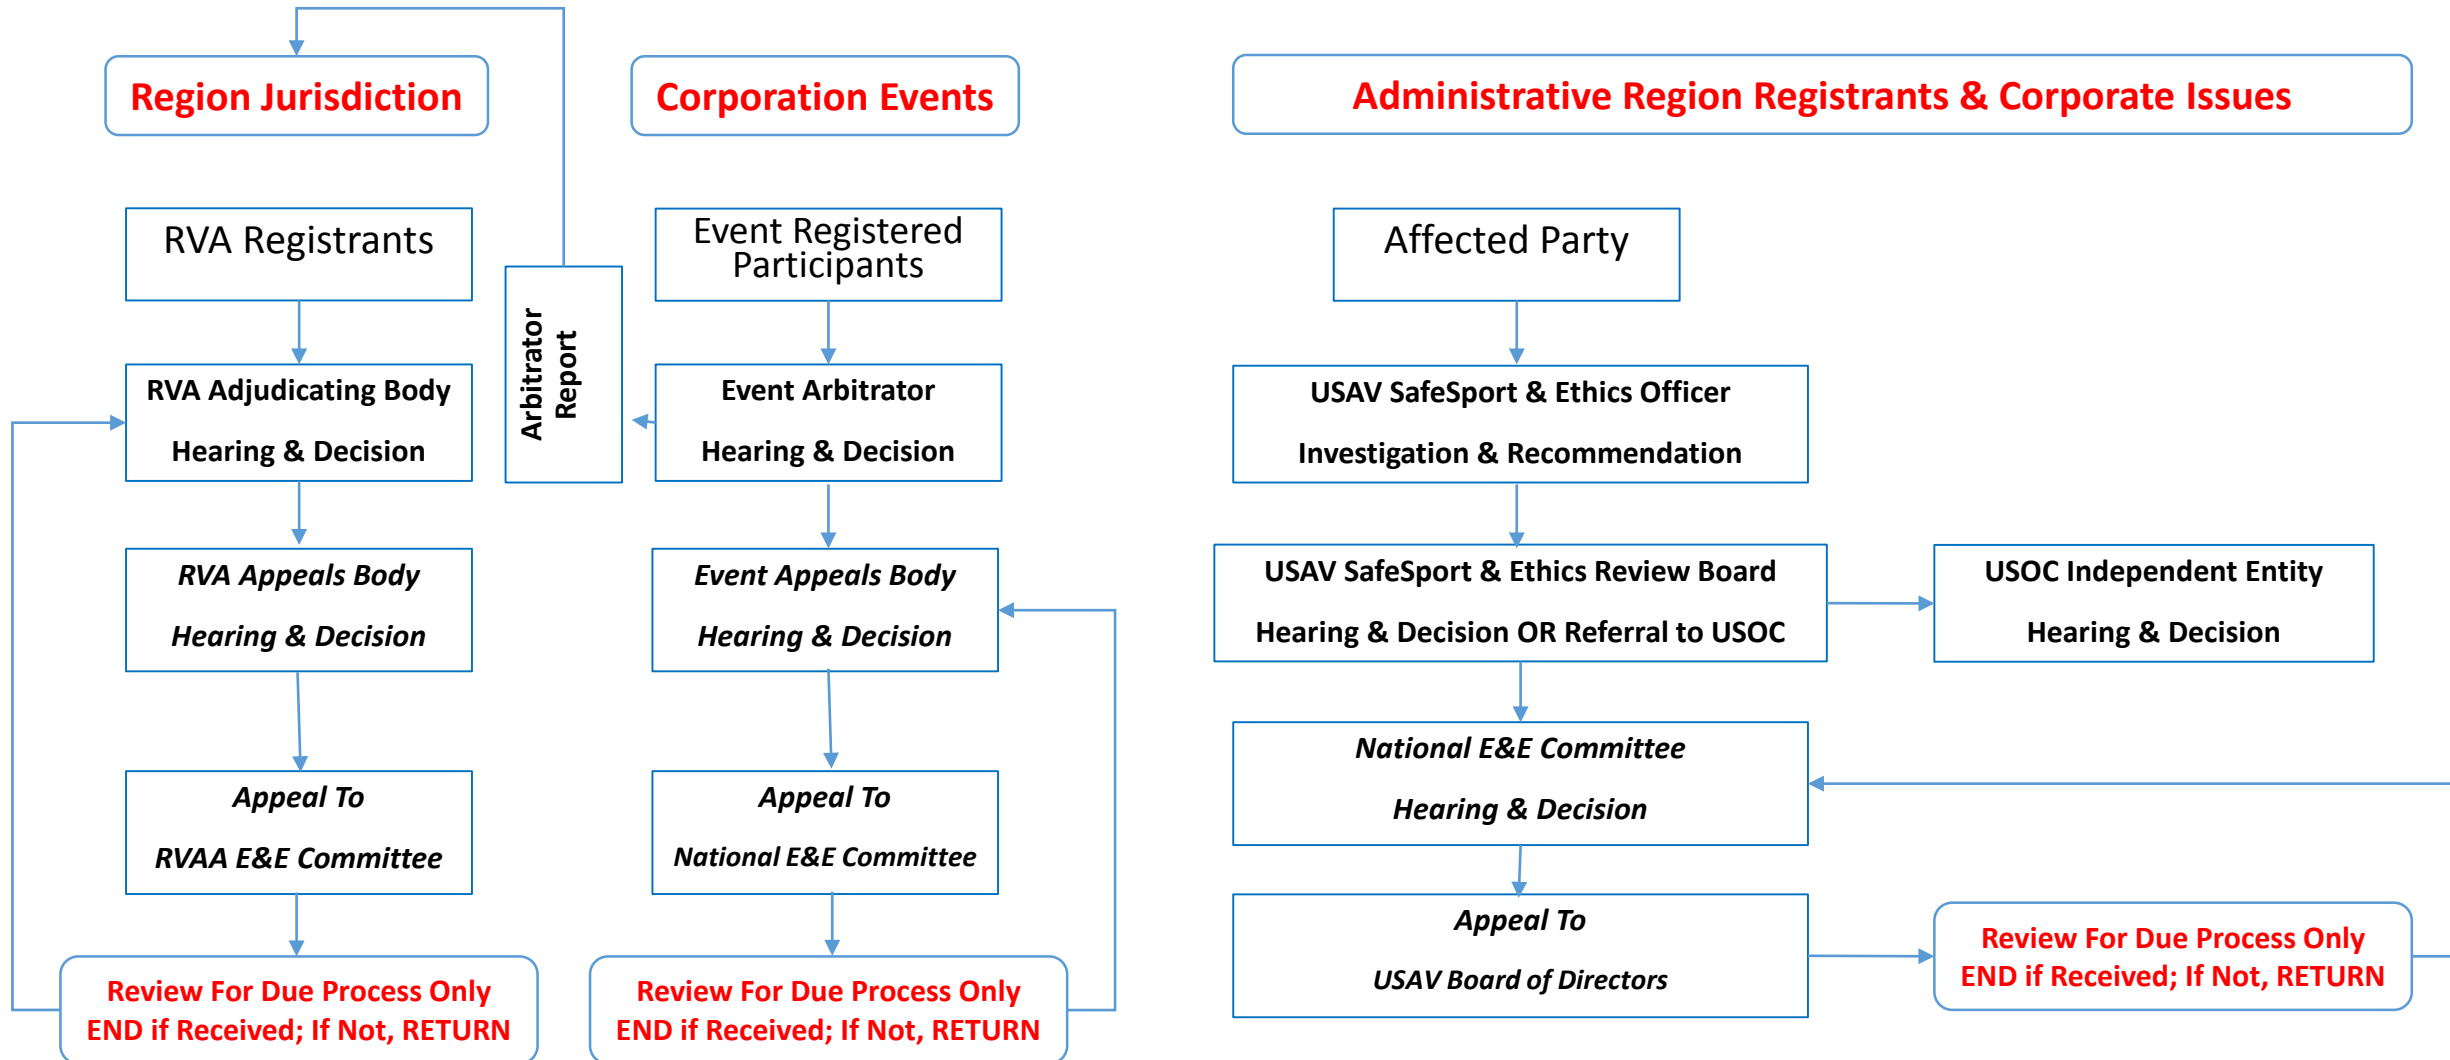 Region Jurisdiction
Corporation Events
Administrative Region Registrants & Corporate Issues
RVA Registrants
RVA Adjudicating Body
Hearing & Decision
RVA Appeals Body
Hearing & Decision
Appeal To
RVAA E&E Committee
Review For Due Process Only
END if Received; If Not, RETURN
Arbitrator
Report
Event Registered
Participants
Event Arbitrator
Hearing & Decision
Event Appeals Body
Hearing & Decision
Appeal To
National E&E Committee
Review For Due Process Only
END if Received; If Not, RETURN
Affected Party
USAV SafeSport & Ethics Officer
Investigation & Recommendation
USAV SafeSport & Ethics Review Board
Hearing & Decision OR Referral to USOC
USOC Independent Entity
Hearing & Decision
National E&E Committee
Hearing & Decision
Appeal To
USAV Board of Directors
Review For Due Process Only
END if Received; If Not, RETURN